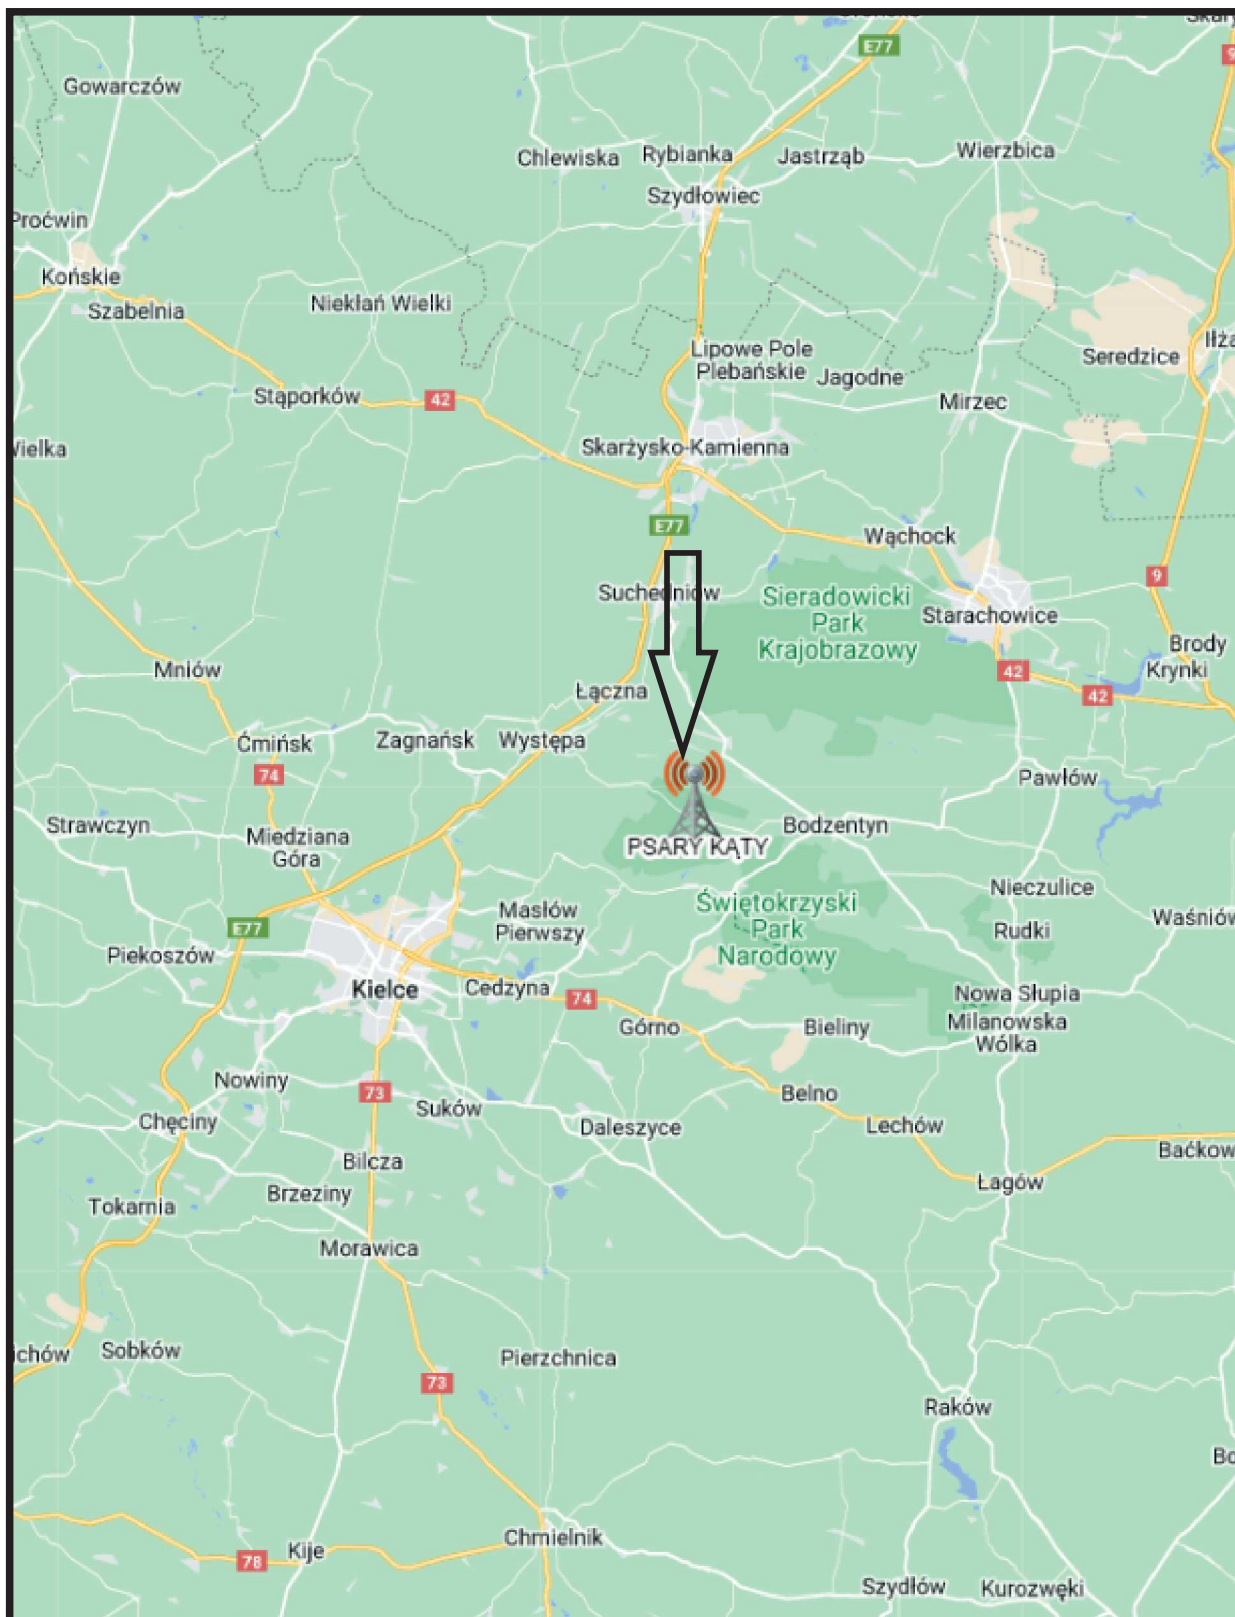 E77
9
Gowarczów
Chlewiska
Rybianka
Jastrząb
Wierzbica
Szydłowiec
Proćwin
Końskie
Szabelnia
Niekłań Wielki
Lipowe Pole
Plebańskie
Jagodne
Seredzice
Iłża
Stąporków
42
Mirzec
Skarżysko-Kamienna
E77
Wąchock
Suchedniów
Sieradowicki
Park
Krajobrazowy
9
Starachowice
Brody
Krynki
Mniów
42
42
Łączna
Ćmińsk
Zagnańsk
Występa
74
Pawłów
Strawczyn
Miedziana
Góra
Bodzentyn
PSARY KĄTY
Nieczulice
Świętokrzyski
Park
Narodowy
Masłów
Pierwszy
E77
Rudki
Waśniów
Piekoszów
Kielce
Cedzyna
74
Nowa Słupia
Górno
Bieliny
Milanowska
Wólka
Nowiny
73
Suków
Belno
Chęciny
Daleszyce
Lechów
Baćkow
Bilcza
Łagów
Brzeziny
Tokarnia
Morawica
ichów
Sobków
Pierzchnica
73
Raków
Chmielnik
Kije
78
Szydłów
Kurozwęki